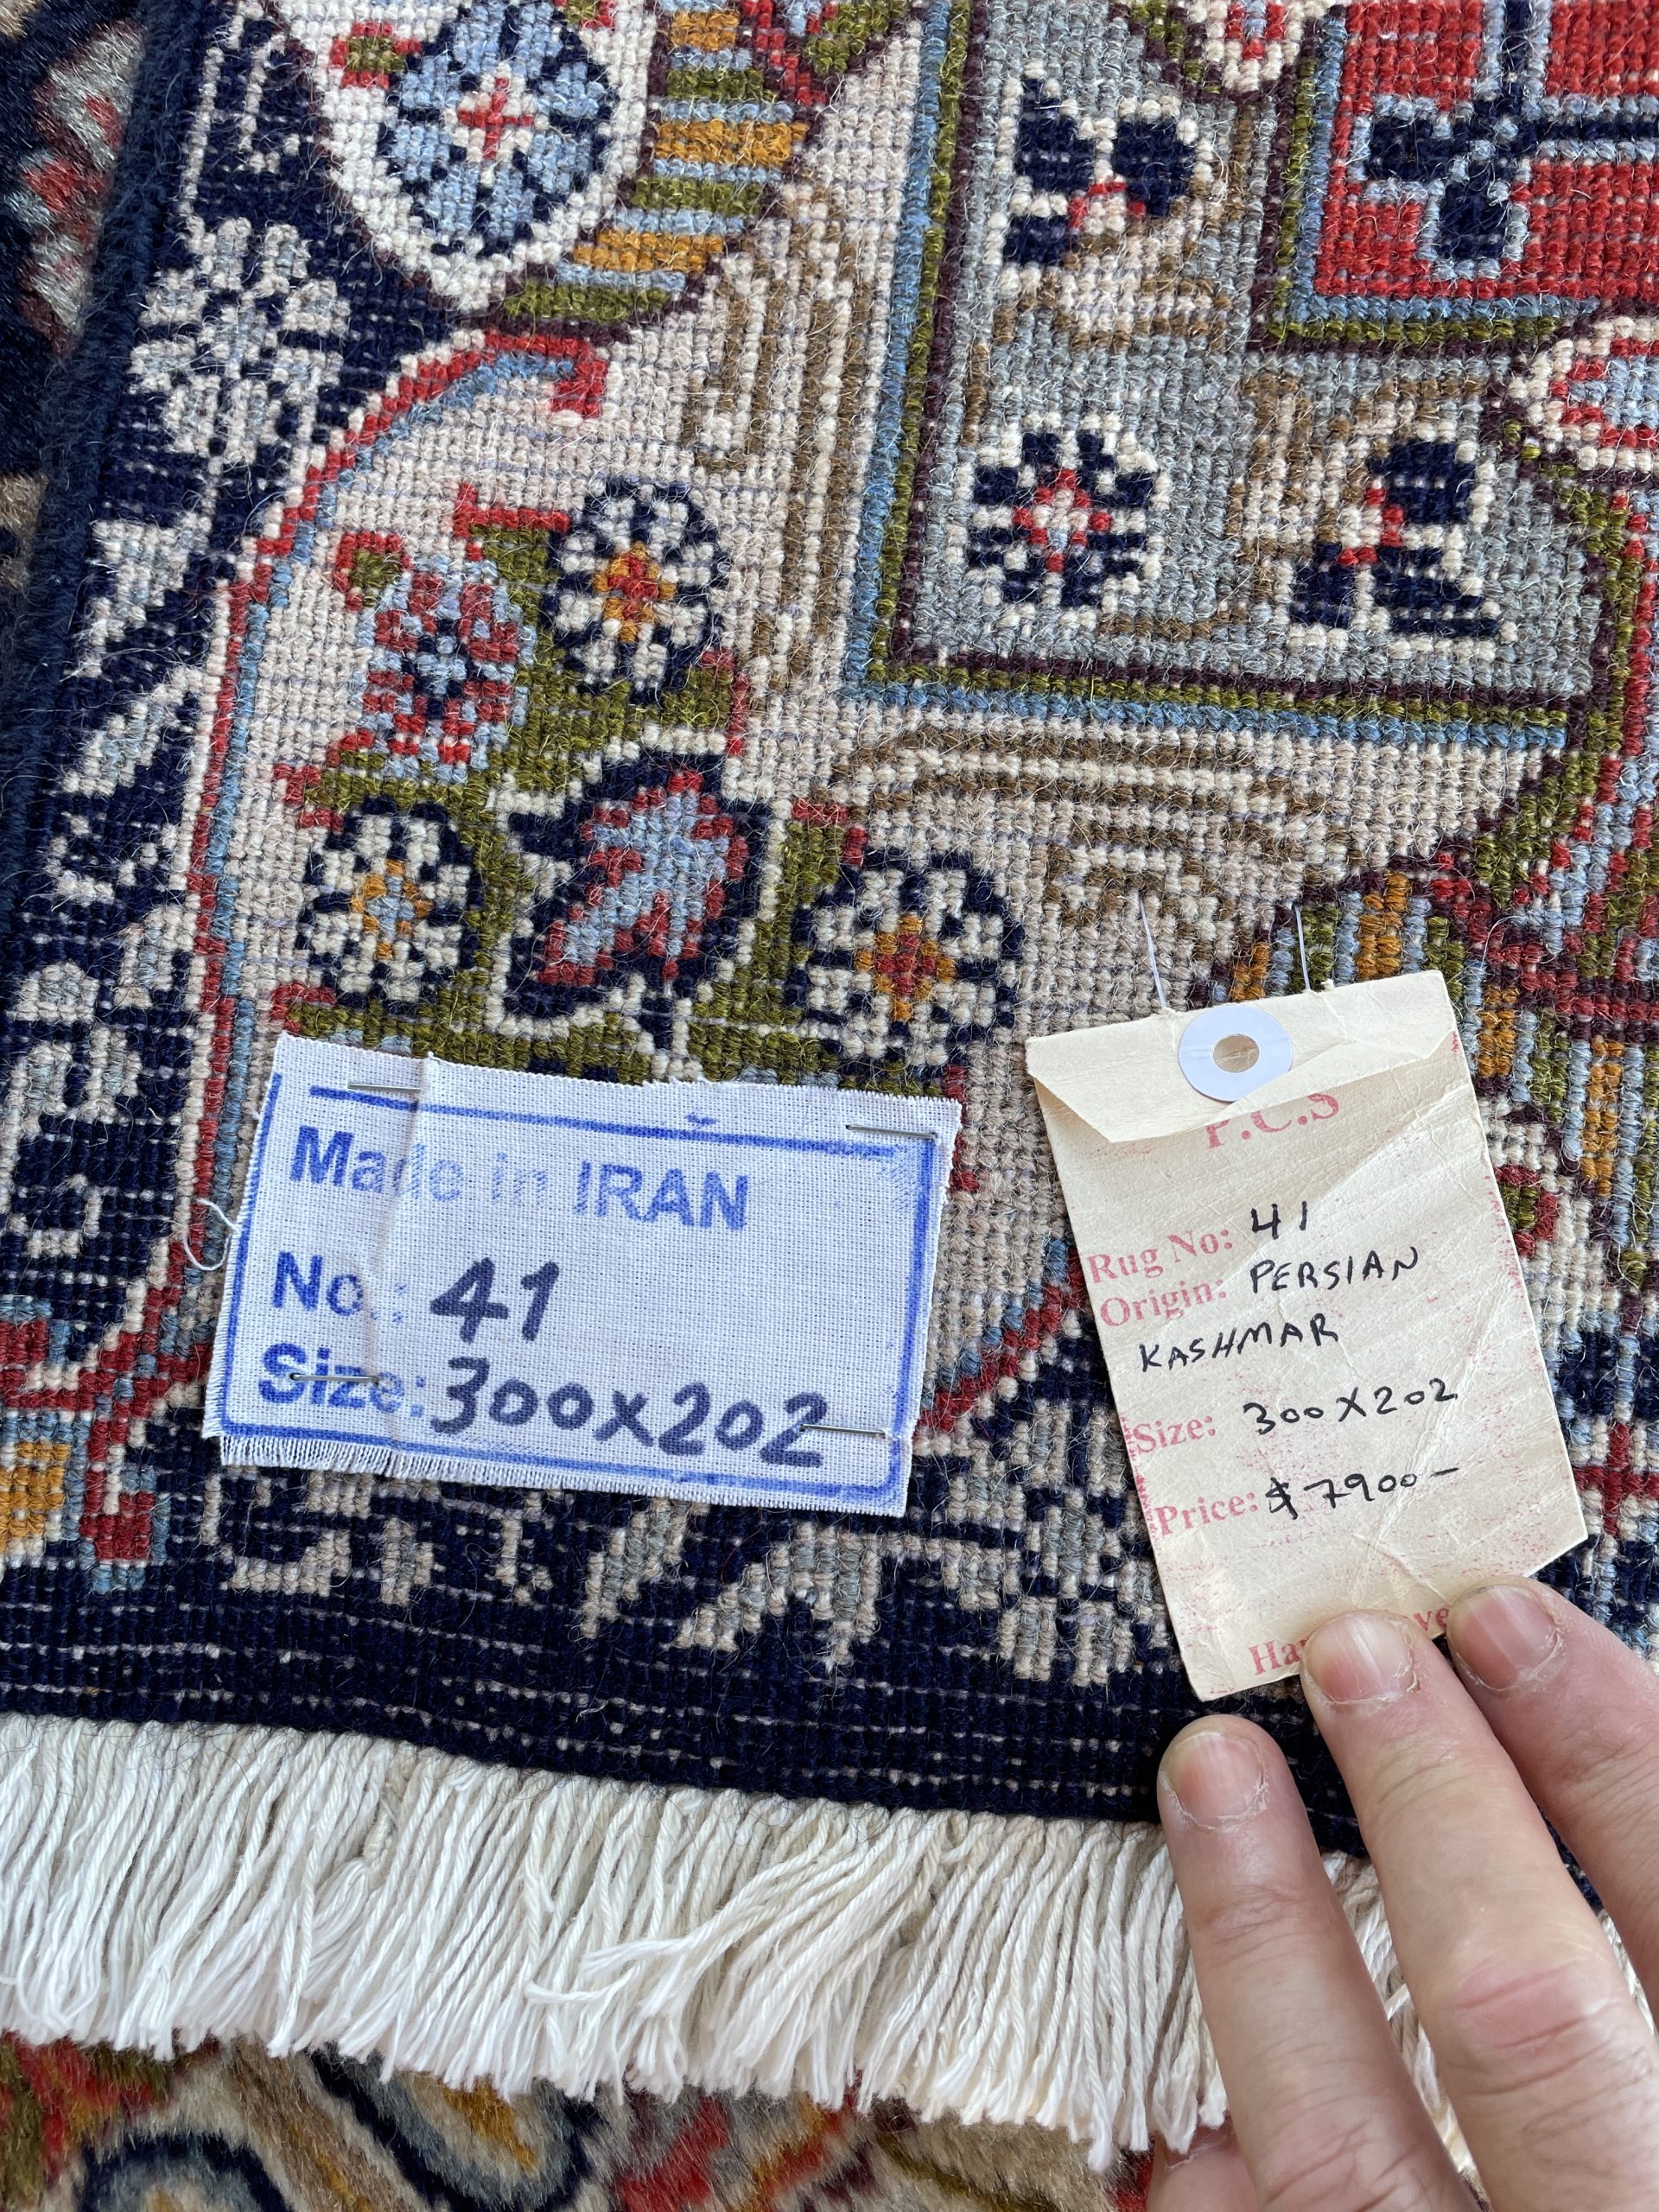 Made in IRAN
No.: 41
Size: 300x202
P.C.S
Rug No: 41
Origin: PERSIAN
KASHMAR
Size: 300X202
Price: $7900-